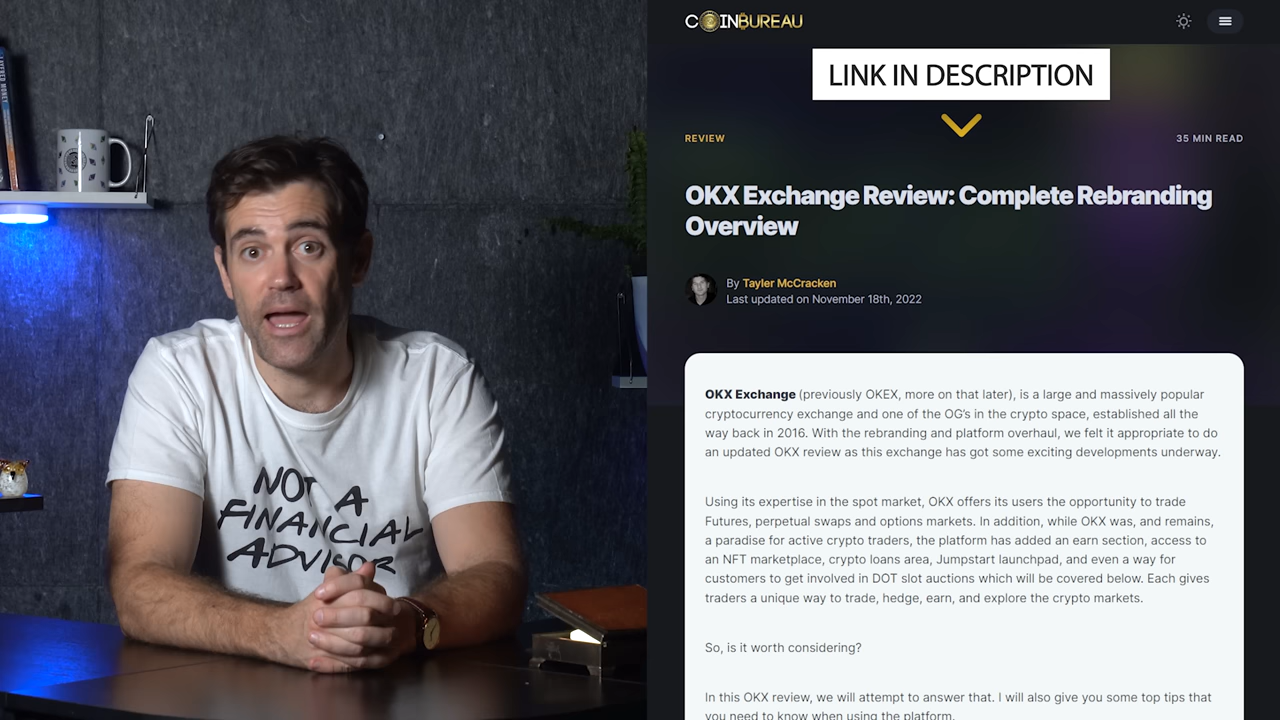 COINBUREAU
LINK IN DESCRIPTION
REVIEW
35 MIN READ
OKX Exchange Review: Complete Rebranding
Overview
By Tayler McCracken
Last updated on November 18th, 2022
OKX Exchange (previously OKEX, more on that later), is a large and massively popular
cryptocurrency exchange and one of the OG's in the crypto space, established all the
way back in 2016. With the rebranding and platform overhaul, we felt it appropriate to do
an updated OKX review as this exchange has got some exciting developments underway.
Using its expertise in the spot market, OKX offers its users the opportunity to trade
Futures, perpetual swaps and options markets. In addition, while OKX was, and remains,
a paradise for active crypto traders, the platform has added an earn section, access to
an NFT marketplace, crypto loans area, Jumpstart launchpad, and even a way for
customers to get involved in DOT slot auctions which will be covered below. Each gives
traders a unique way to trade, hedge, earn, and explore the crypto markets.
So, is it worth considering?
In this OKX review, we will attempt to answer that. I will also give you some top tips that
you need to know when using the platform.
NOT A
FINANCIAL
ADVISOR